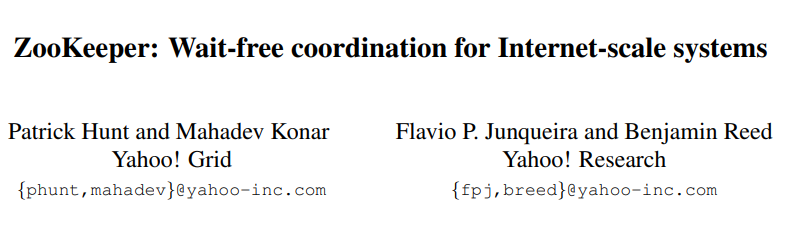 ZooKeeper: Wait-free coordination for Internet-scale systems
Patrick Hunt and Mahadev Konar
Yahoo! Grid
{phunt,mahadev}@yahoo-inc.com
Flavio P. Junqueira and Benjamin Reed
Yahoo! Research
{fpj,breed}@yahoo-inc.com